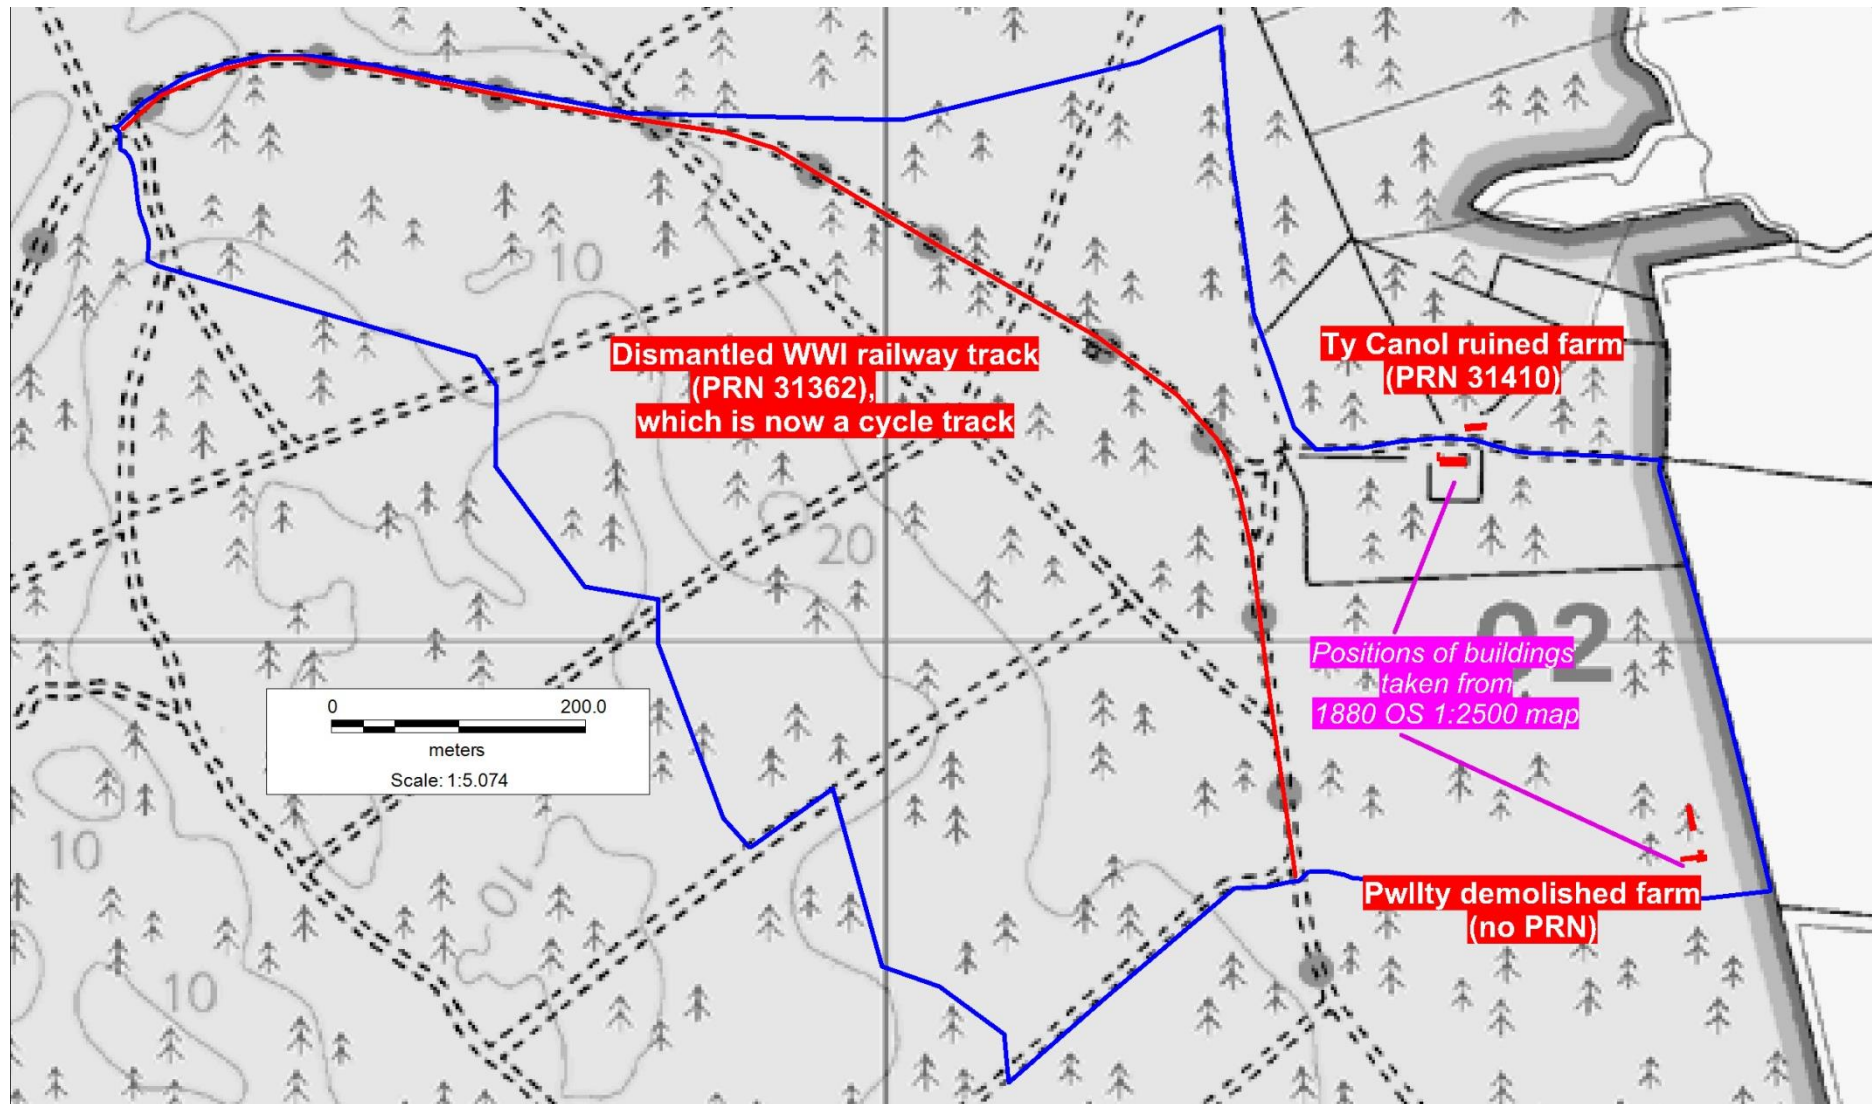 10
Dismantled WWI railway track
(PRN 31362),
which is now a cycle track
Ty Canol ruined farm
(PRN 31410)
20
92
Positions of buildings
taken from
1880 OS 1:2500 map
0 200.0
meters
Scale: 1:5.074
10
10
Pwllty demolished farm
(no PRN)
10